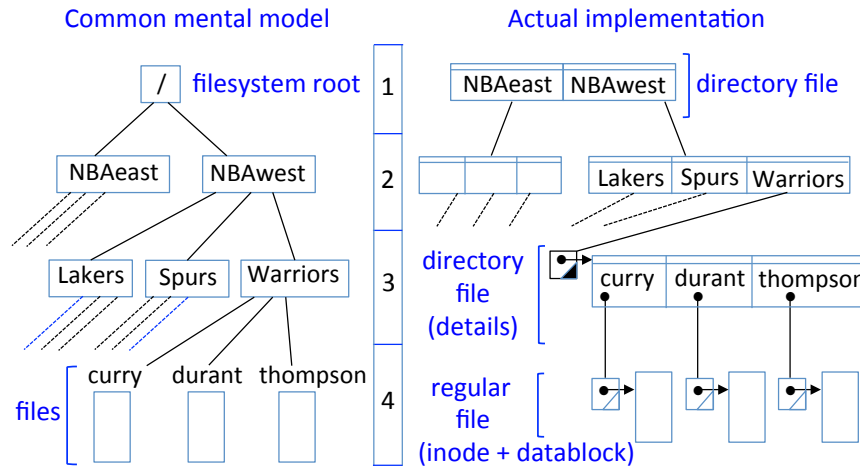 Common mental model
Actual implementation
/
filesystem root
1
NBAeast NBAwest
directory file
NBAeast
NBAwest
2
Lakers Spurs Warriors
Lakers
Spurs
Warriors
3
directory
file
(details)
curry durant thompson
files
curry durant thompson
4
regular
file
(inode + datablock)